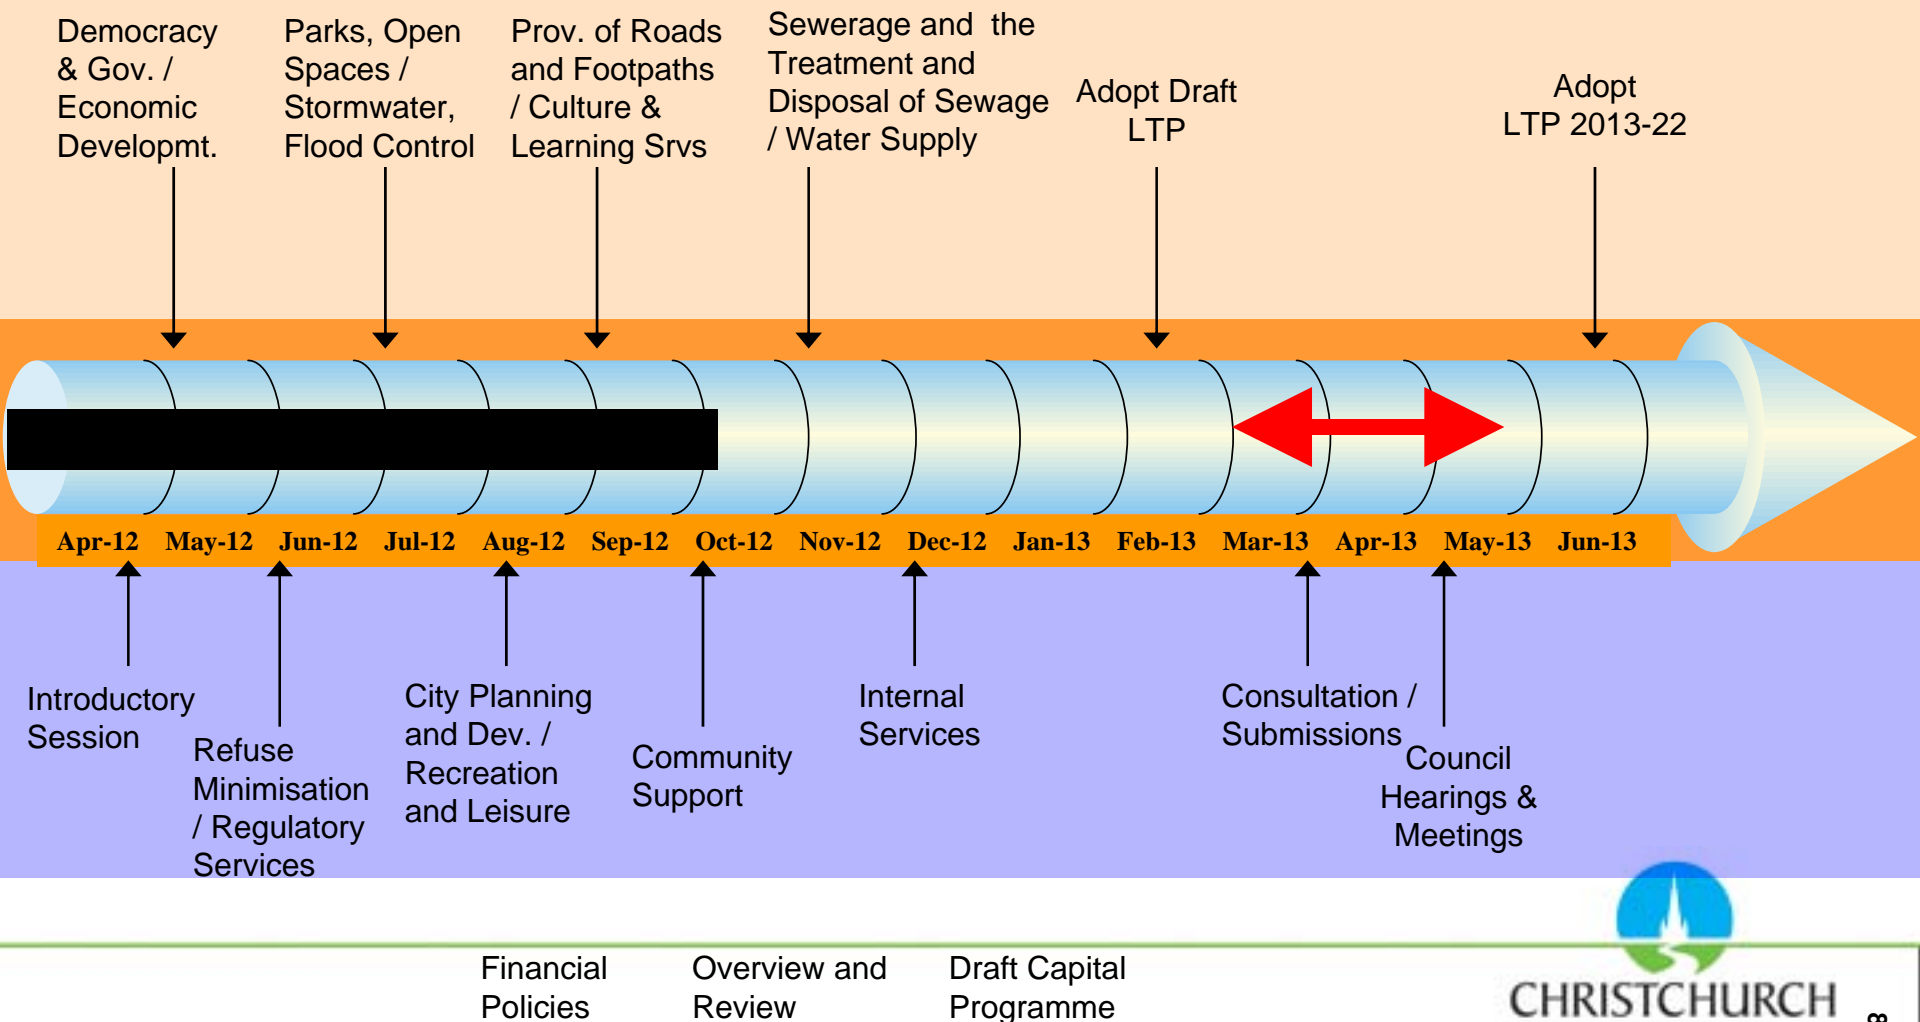 Democracy
& Gov. /
Economic
Developmt.
Parks, Open
Spaces /
Stormwater,
Flood Control
Prov. of Roads
and Footpaths
/ Culture &
Learning Srvs
Sewerage and the
Treatment and
Disposal of Sewage
/ Water Supply
Adopt Draft
LTP
Adopt
LTP 2013-22
Apr-12 May-12 Jun-12 Jul-12 Aug-12 Sep-12 Oct-12 Nov-12 Dec-12 Jan-13 Feb-13 Mar-13 Apr-13 May-13 Jun-13
Introductory
Session
Refuse
Minimisation
/ Regulatory
Services
City Planning
and Dev. /
Recreation
and Leisure
Community
Support
Internal
Services
Consultation /
Submissions
Council
Hearings &
Meetings
Financial
Policies
Overview and
Review
Draft Capital
Programme
CHRISTCHURCH